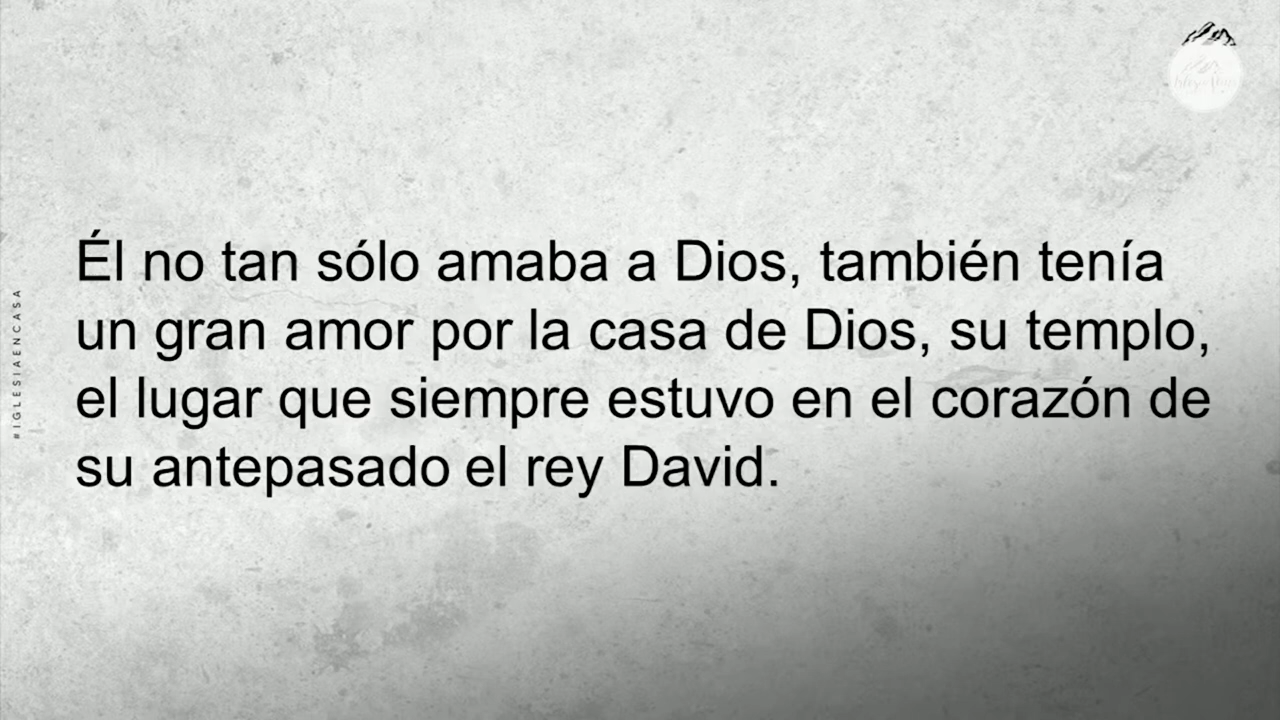 Él no tan sólo amaba a Dios, también tenía
un gran amor por la casa de Dios, su templo,
el lugar que siempre estuvo en el corazón de
su antepasado el rey David.
#IGLESIAENCASA